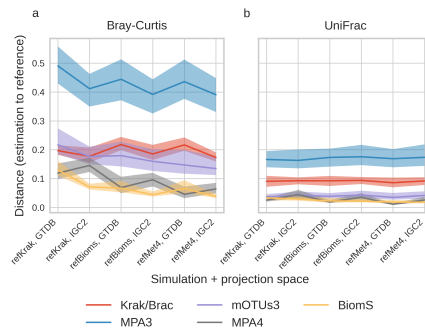 a
b
Bray-Curtis
UniFrac
Distance (estimation to reference)
0.5
0.4
0.3
0.2
0.1
0.0
refKrak, GTDB
refKrak, IGC2
refBioms, GTDB
refBioms, IGC2
refMet4, GTDB
refMet4, IGC2
refKrak, GTDB
refKrak, IGC2
refBioms, GTDB
refBioms, IGC2
refMet4, GTDB
refMet4, IGC2
Simulation + projection space
Krak/Brac
mOTUs3
BiomS
MPA3
MPA4